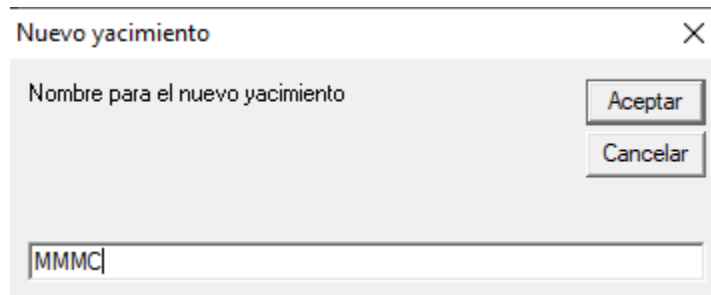 Nuevo yacimiento
Nombre para el nuevo yacimiento
Aceptar
Cancelar
MMMC